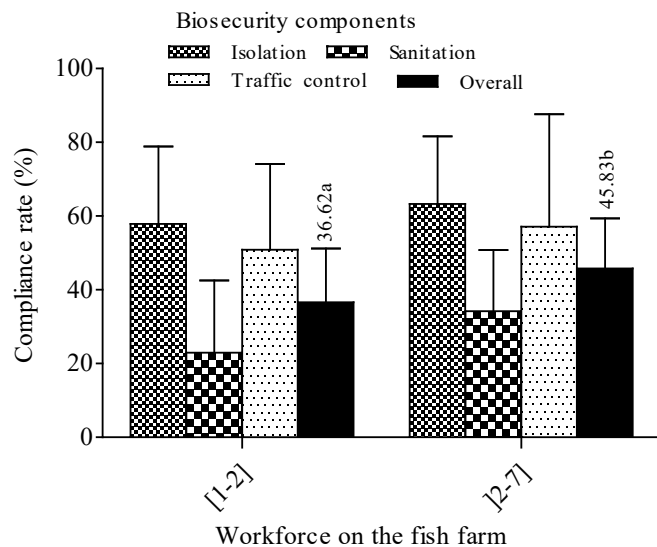 Biosecurity components
Isolation Sanitation
Traffic control Overall
100
80
60
40
20
0
Compliance rate (%)
36.62a
45.83b
[1-2]
]2-7]
Workforce on the fish farm